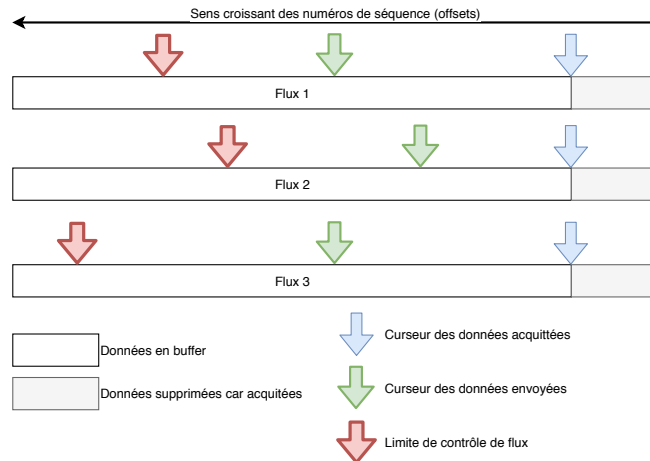 Sens croissant des numéros de séquence (offsets)
Flux 1
Flux 2
Flux 3
Données en buffer
Données supprimées car acquitées
Curseur des données acquittées
Curseur des données envoyées
Limite de contrôle de flux